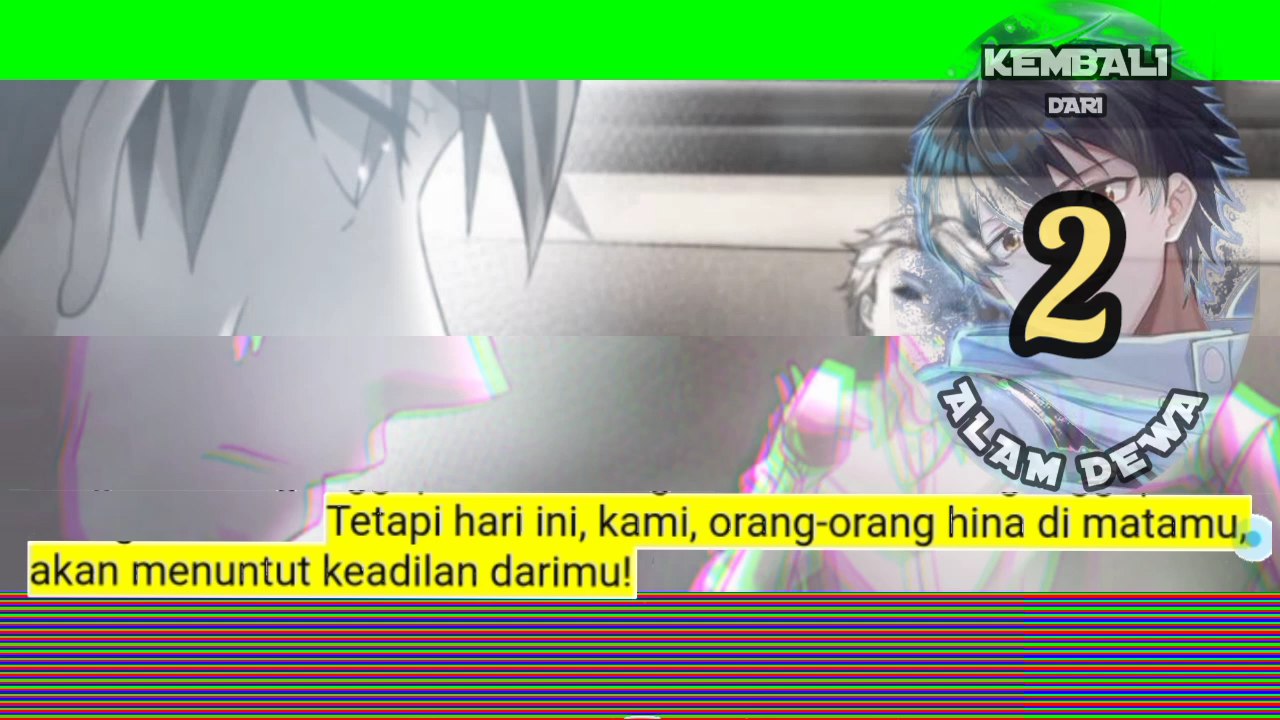 KEMBALI
DARI
2
ALAM DEWA
Tetapi hari ini, kami, orang-orang hina di matamu,
akan menuntut keadilan darimu!